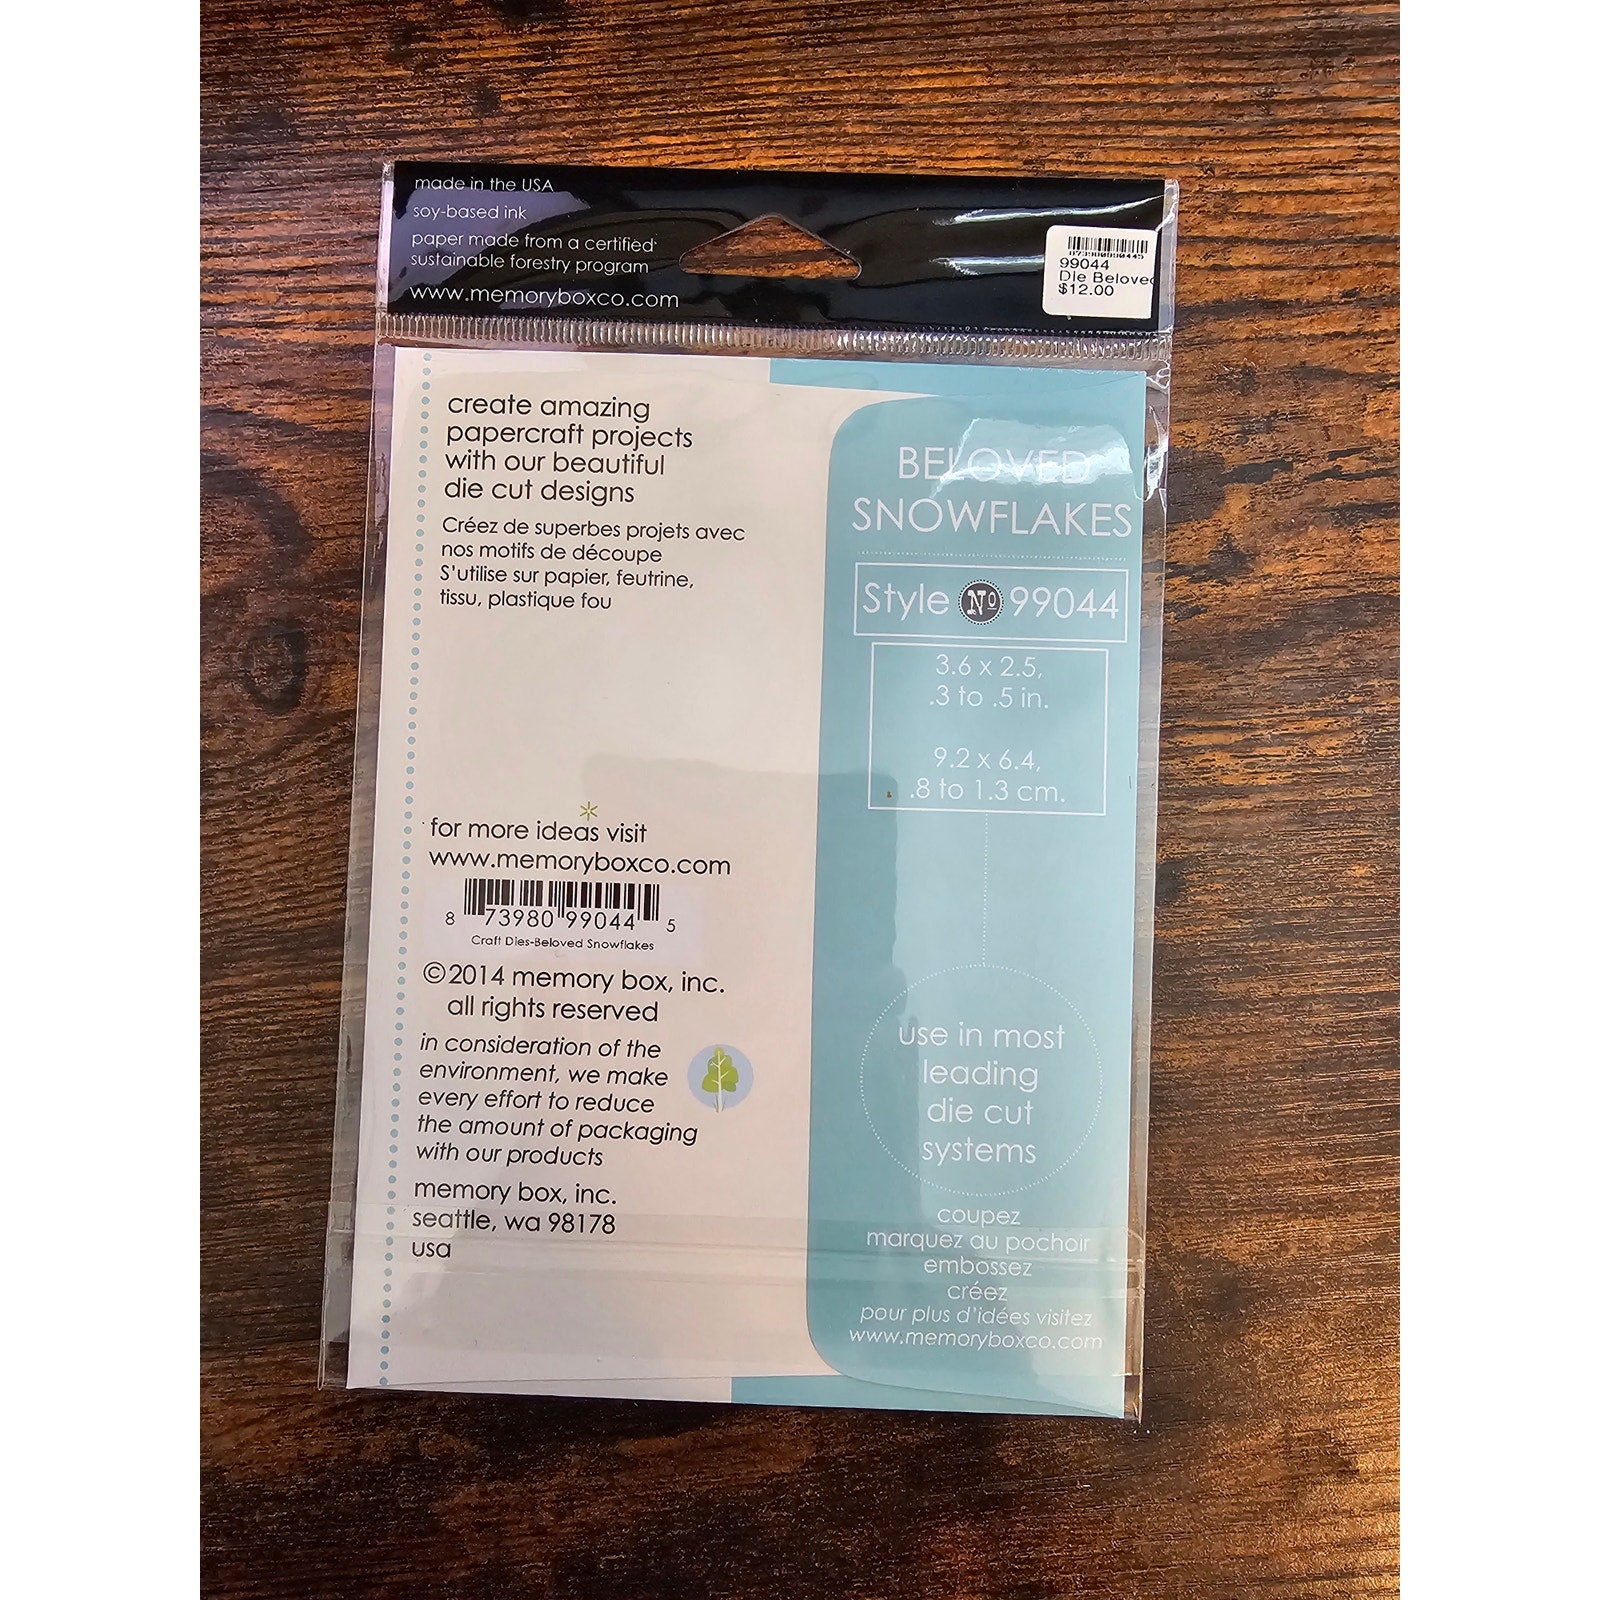 made in the USA
soy-based ink
paper made from a certified
sustainable forestry program
www.memoryboxco.com
873980990445
99044
Die Beloved
$12.00
create amazing
papercraft projects
with our beautiful
die cut designs
Créez de superbes projets avec
nos motifs de découpe
S'utilise sur papier, feutrine,
tissu, plastique fou
for more ideas visit
www.memoryboxco.com
8 73980 99044 5
Craft Dies-Beloved Snowflakes
©2014 memory box, inc.
all rights reserved
in consideration of the
environment, we make
every effort to reduce
the amount of packaging
with our products
memory box, inc.
seattle, wa 98178
usa
BELOVED
SNOWFLAKES
Style No 99044
3.6 x 2.5,
.3 to .5 in.
9.2 x 6.4,
.8 to 1.3 cm.
use in most
leading
die cut
systems
coupez
marquez au pochoir
embossez
créez
pour plus d'idées visitez
www.memoryboxco.com